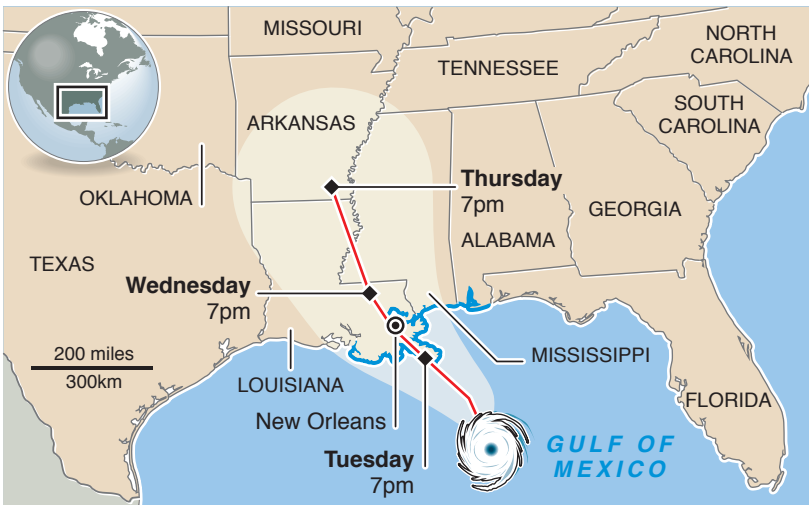 MISSOURI
NORTH
CAROLINA
TENNESSEE
SOUTH
CAROLINA
ARKANSAS
Thursday
7pm
OKLAHOMA
GEORGIA
ALABAMA
TEXAS
Wednesday
7pm
200 miles
300km
MISSISSIPPI
LOUISIANA
FLORIDA
New Orleans
GULF OF
MEXICO
Tuesday
7pm